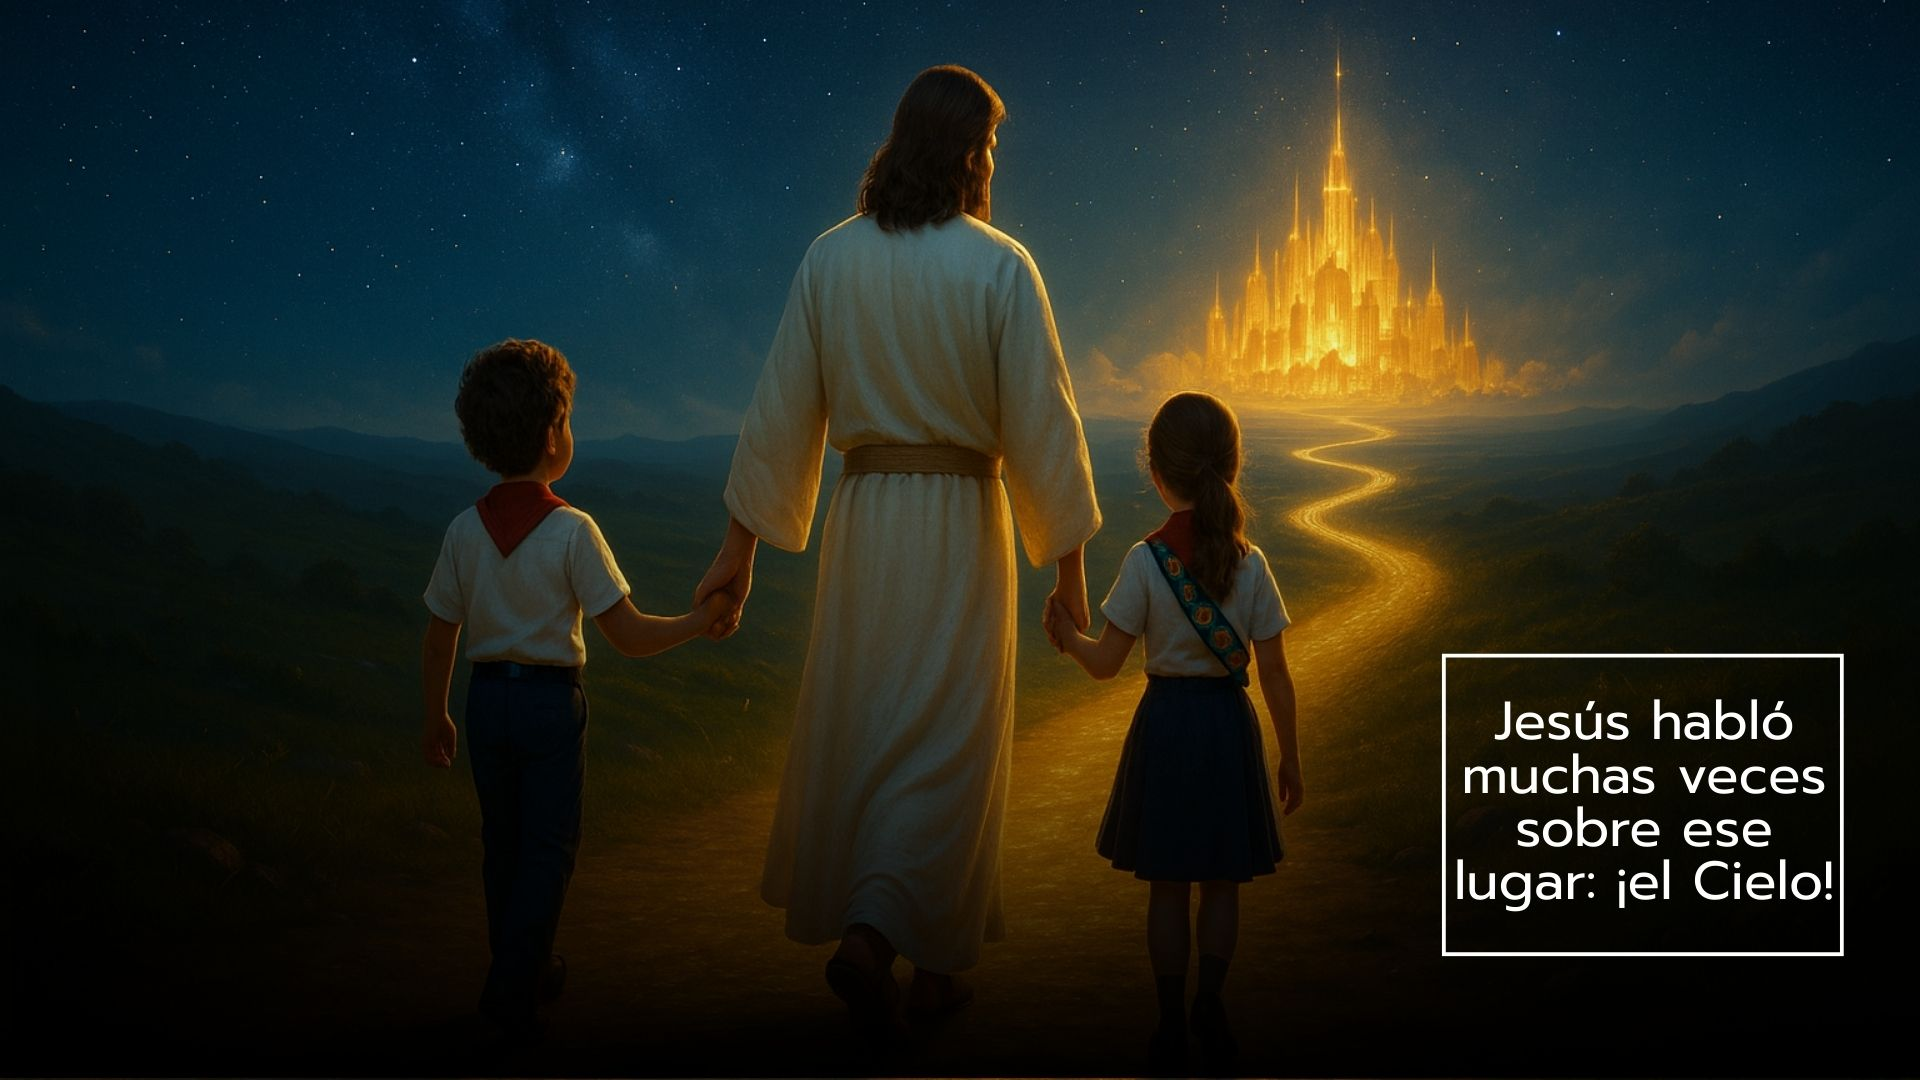 Jesús habló
muchas veces
sobre ese
lugar: ¡el Cielo!